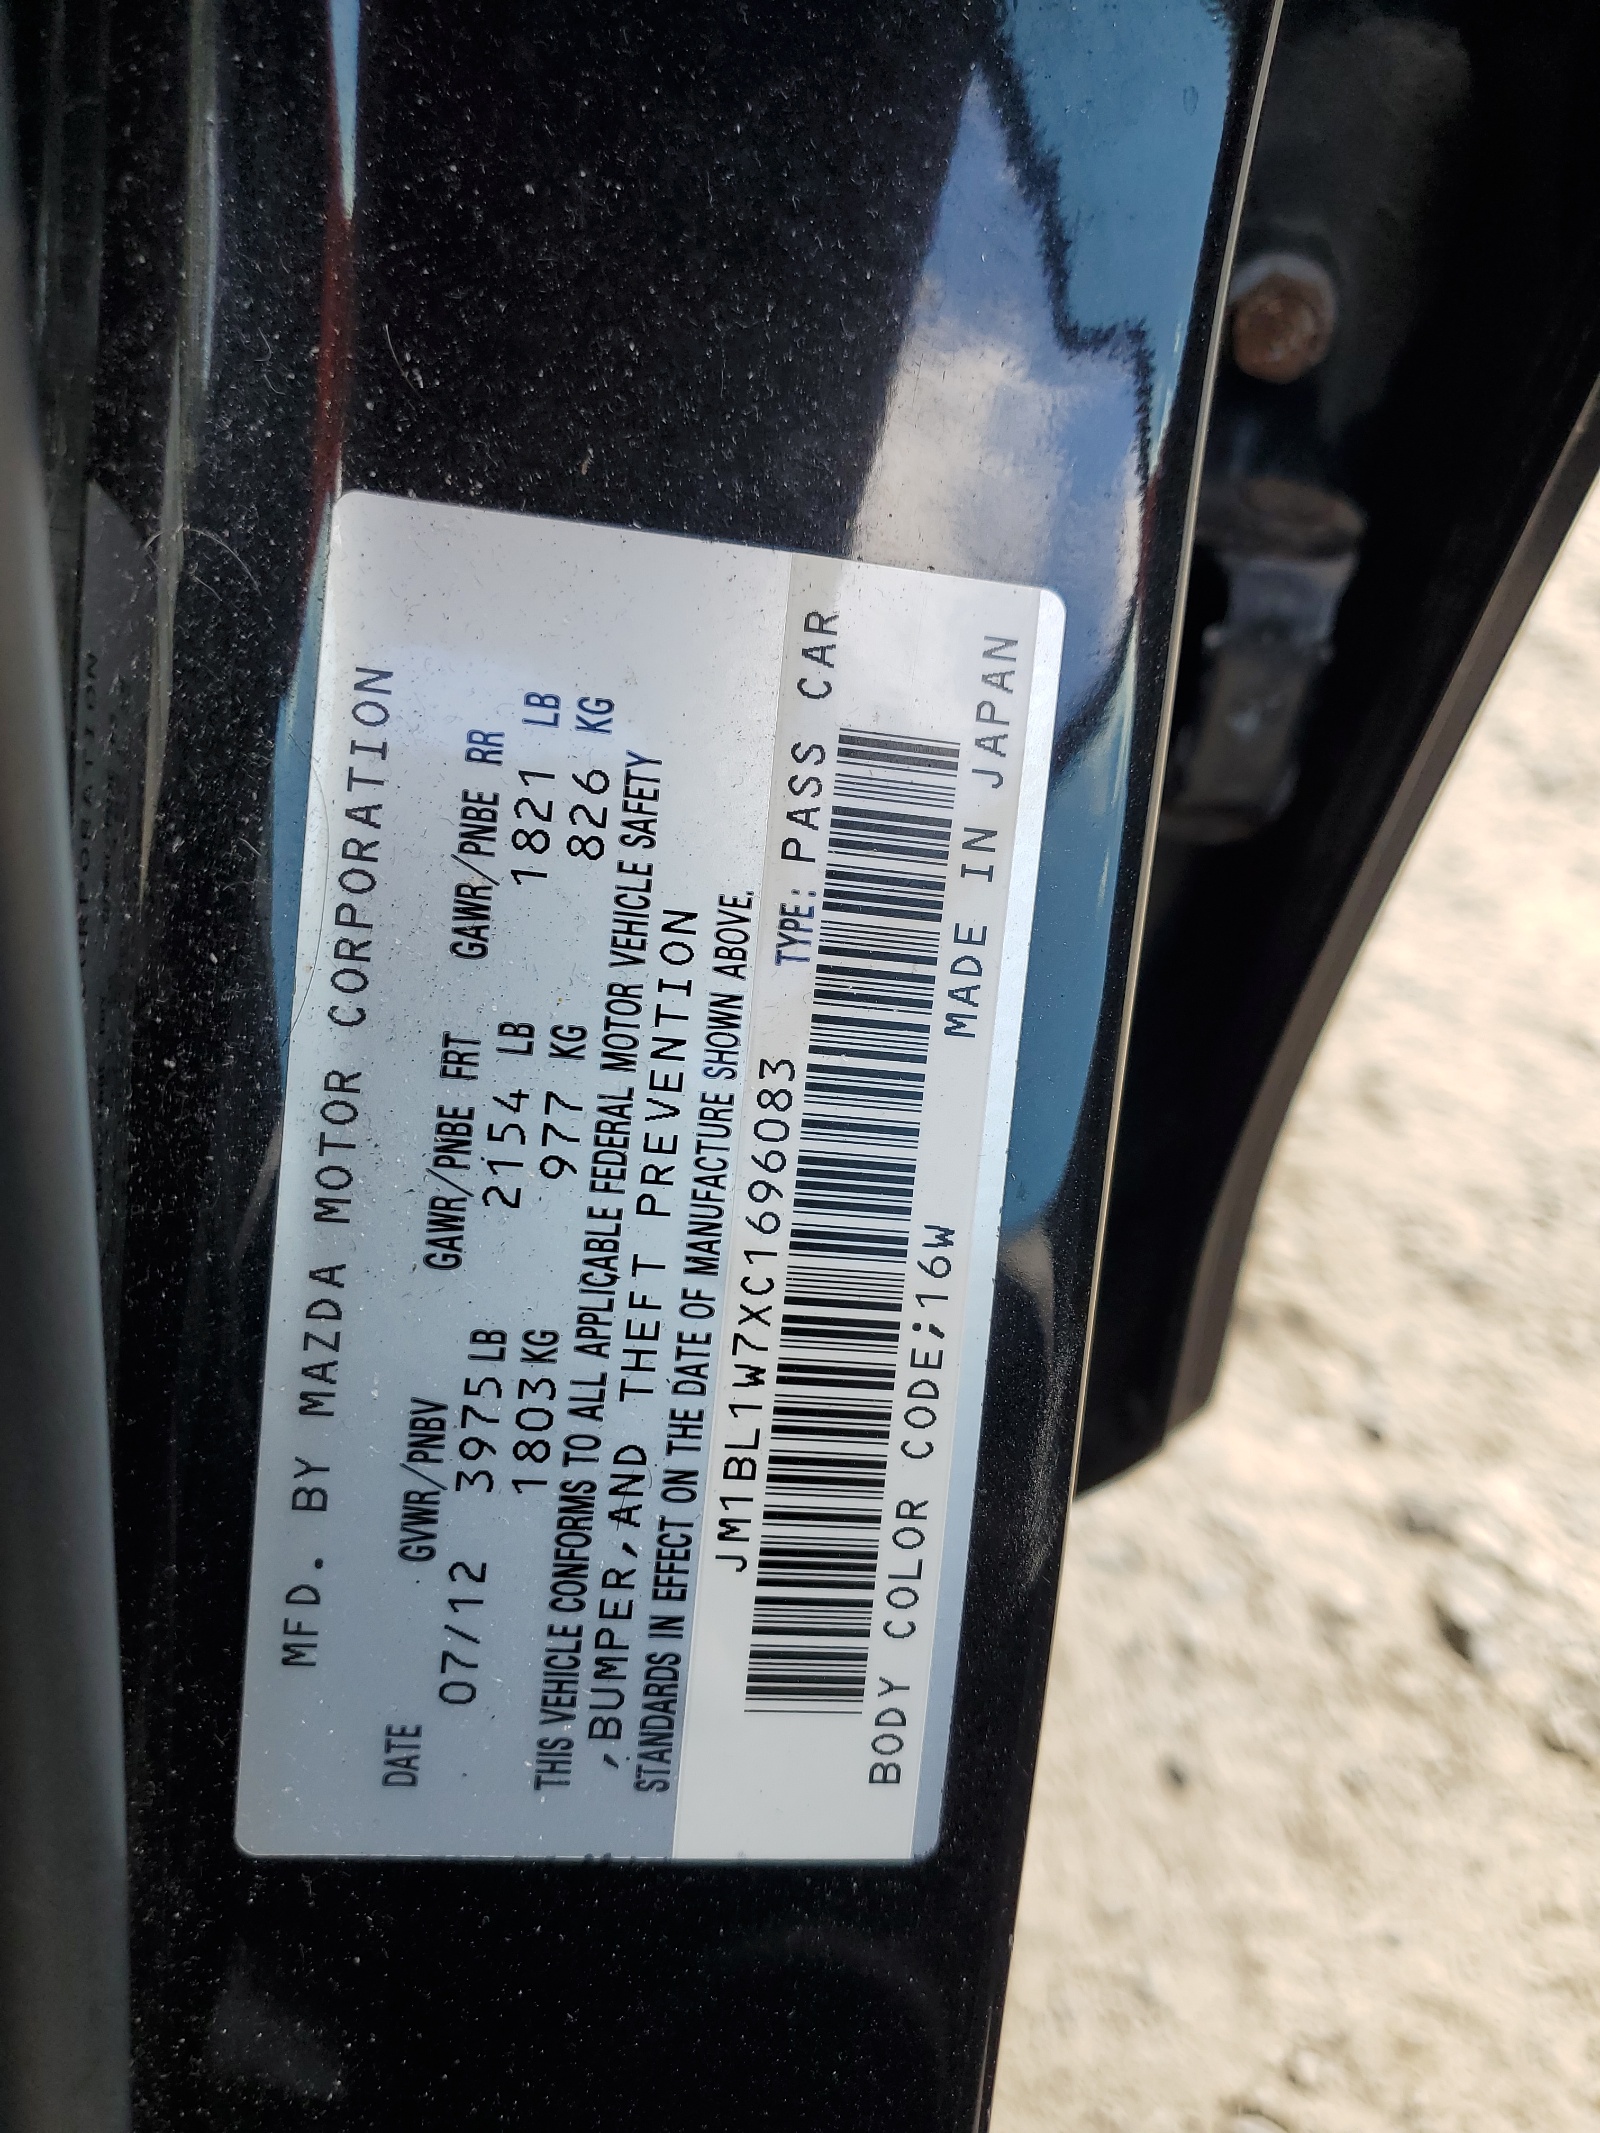 MFD. BY MAZDA MOTOR CORPORATION
DATE GVWR/PNBV GAWR/PNBE FRT GAWR/PNBE RR
07/12 3975 LB 2154 LB 1821 LB
1803 KG 977 KG 826 KG
THIS VEHICLE CONFORMS TO ALL APPLICABLE FEDERAL MOTOR VEHICLE SAFETY
,BUMPER,AND THEFT PREVENTION
STANDARDS IN EFFECT ON THE DATE OF MANUFACTURE SHOWN ABOVE.
JM1BL1W7XC1696083 TYPE: PASS CAR
BODY COLOR CODE;16W MADE IN JAPAN